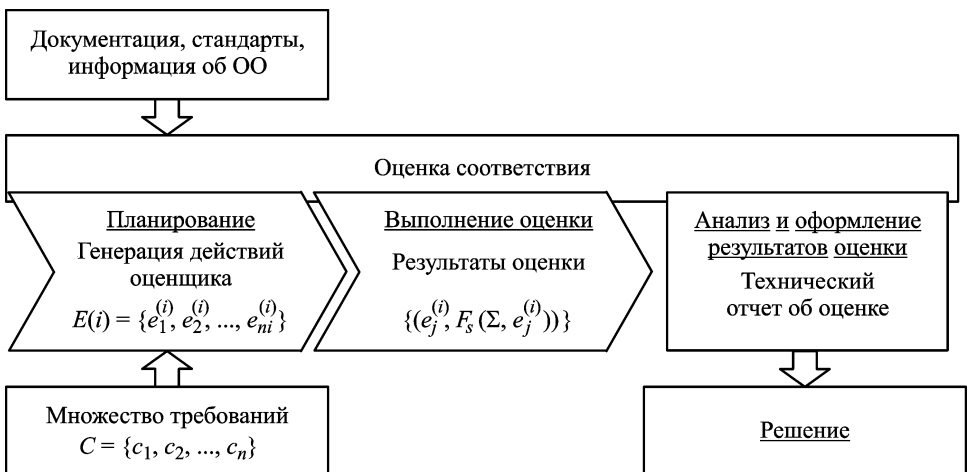 Документация, стандарты,
информация об ОО
Оценка соответствия
Планирование
Генерация действий
оценщика
E(i) = {e₁⁽ⁱ⁾, e₂⁽ⁱ⁾, ..., eₙᵢ⁽ⁱ⁾}
Выполнение оценки
Результаты оценки
{(eⱼ⁽ⁱ⁾, Fₛ (Σ, eⱼ⁽ⁱ⁾))}
Анализ и оформление
результатов оценки
Технический
отчет об оценке
Множество требований
C = {c₁, c₂, ..., cₙ}
Решение